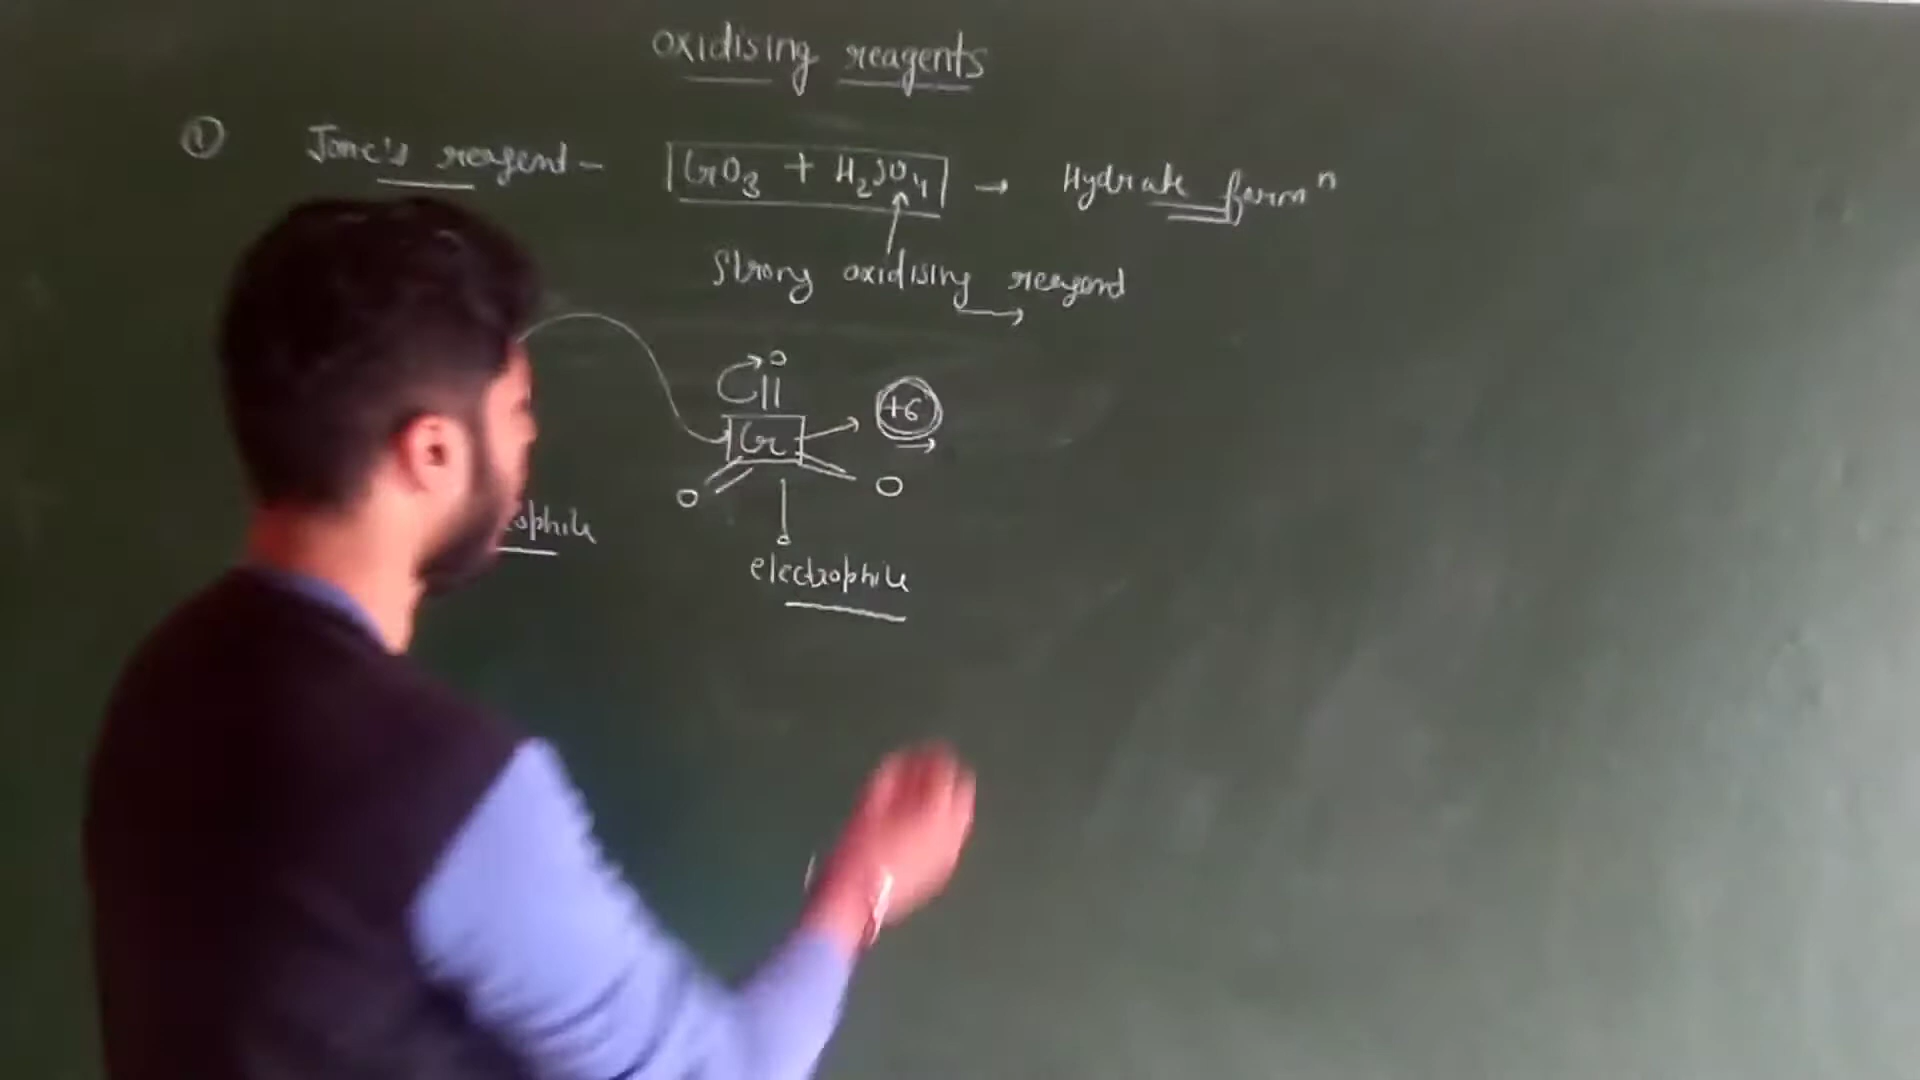 oxidising reagents
① Jone's reagent - CrO3 + H2SO4 → Hydrate formⁿ
Strong oxidising reagent
O
Cr → +6
O O
electrophile